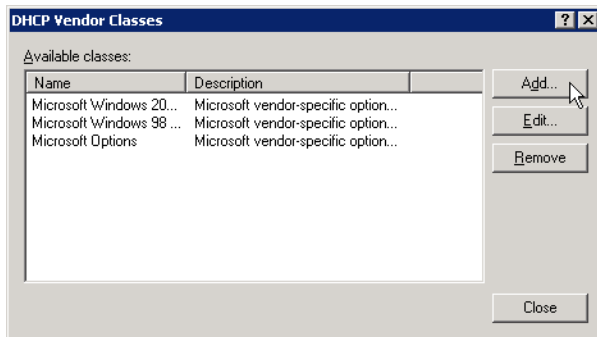 DHCP Vendor Classes
Available classes:
Name Description
Microsoft Windows 20... Microsoft vendor-specific option...
Microsoft Windows 98 ... Microsoft vendor-specific option...
Microsoft Options Microsoft vendor-specific option...
Add...
Edit...
Remove
Close